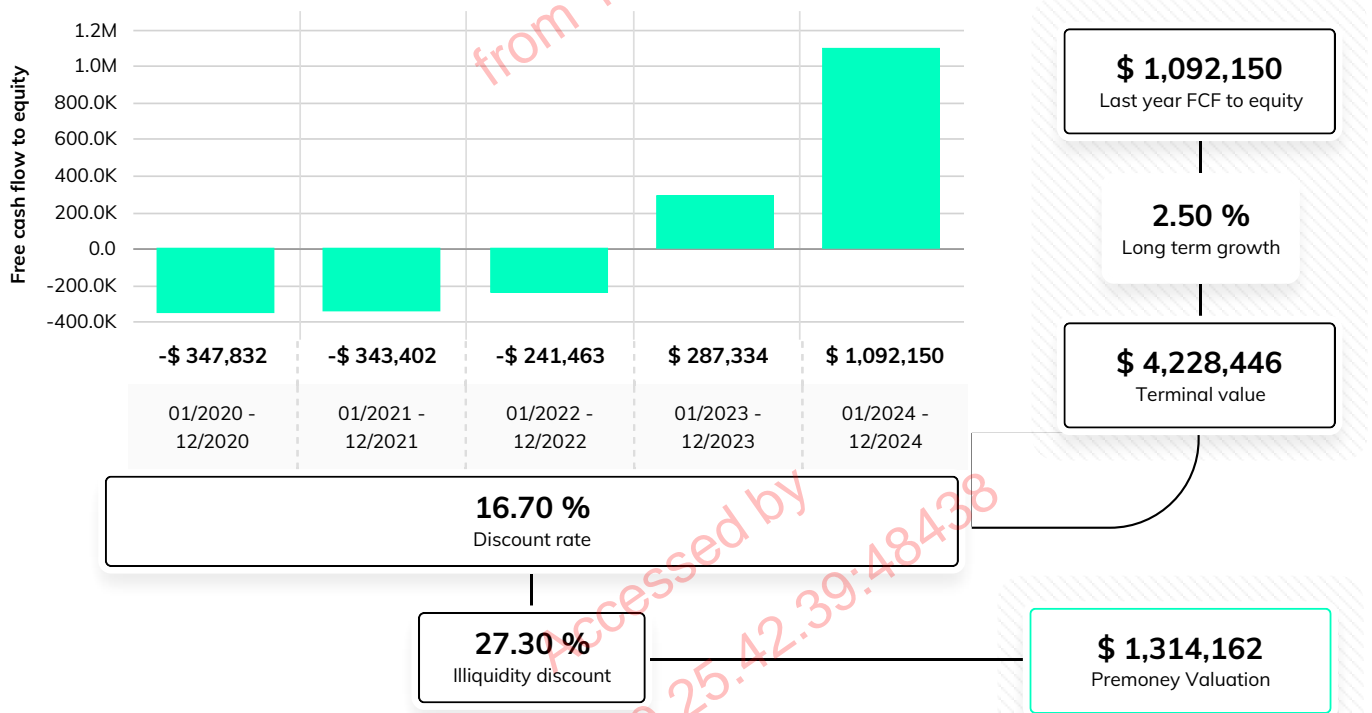 Free cash flow to equity
1.2M
1.0M
800.0K
600.0K
400.0K
200.0K
0.0
-200.0K
-400.0K
-$ 347,832
-$ 343,402
-$ 241,463
$ 287,334
$ 1,092,150
01/2020 -
12/2020
01/2021 -
12/2021
01/2022 -
12/2022
01/2023 -
12/2023
01/2024 -
12/2024
16.70 %
Discount rate
27.30 %
Illiquidity discount
$ 1,092,150
Last year FCF to equity
2.50 %
Long term growth
$ 4,228,446
Terminal value
$ 1,314,162
Premoney Valuation
from
Accessed by
.25.42.39:48438